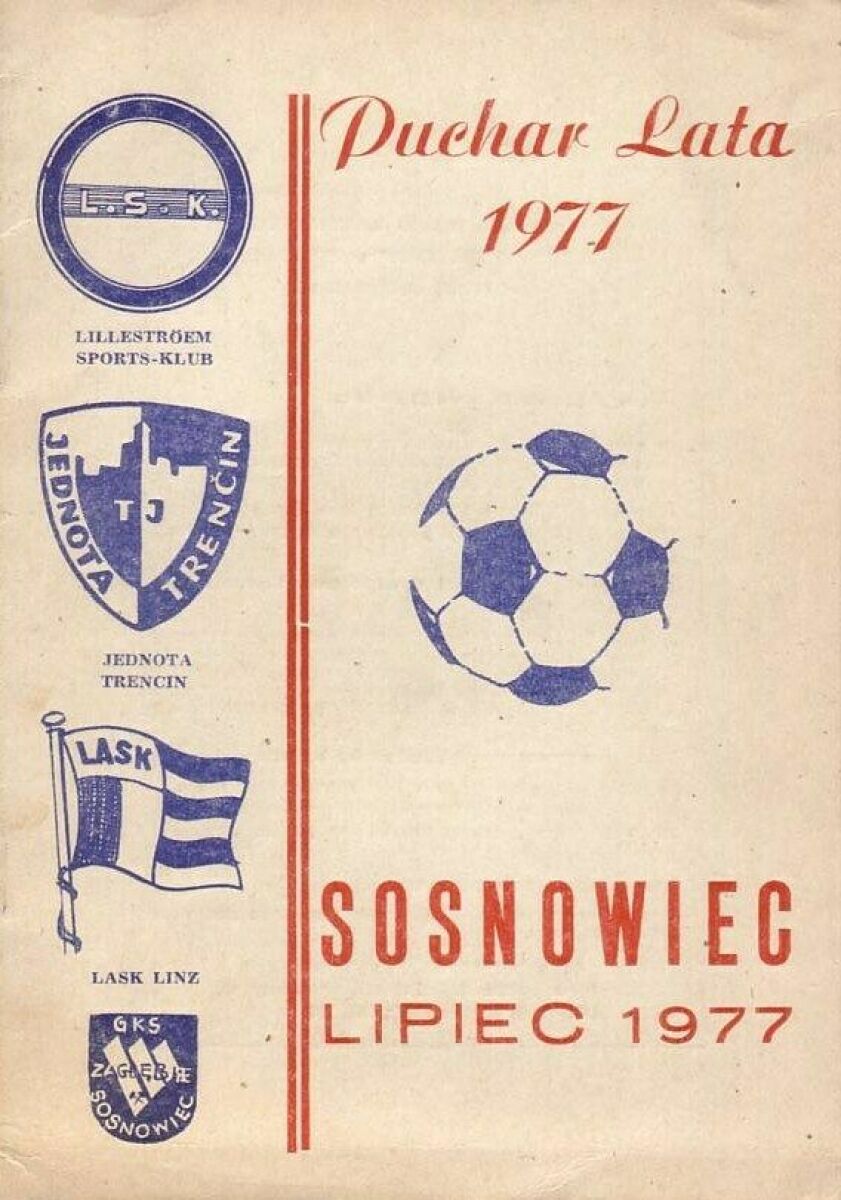 Puchar Lata
1977
L.S.K.
LILLESTRÖEM
SPORTS-KLUB
JEDNOTA
TRENČIN
TJ
JEDNOTA
TRENCIN
LASK
LASK LINZ
GKS
ZAGŁĘBIE
SOSNOWIEC
SOSNOWIEC
LIPIEC 1977